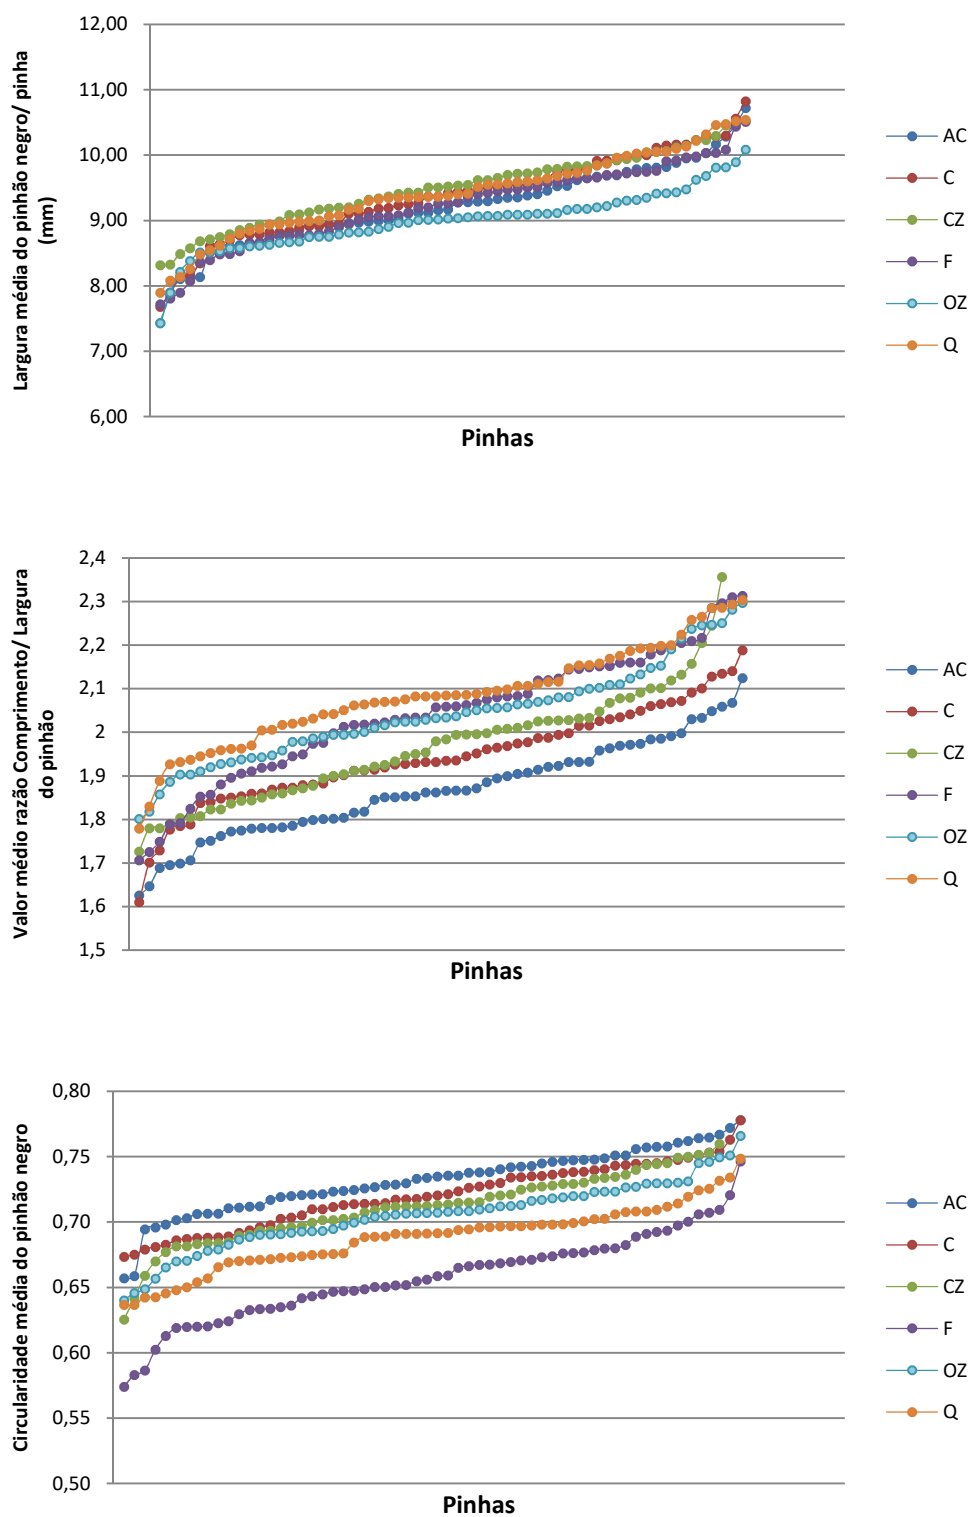 12,00
11,00
10,00
9,00
8,00
7,00
6,00
Largura média do pinhão negro/ pinha
(mm)
Pinhas
AC
C
CZ
F
OZ
Q
2,4
2,3
2,2
2,1
2
1,9
1,8
1,7
1,6
1,5
Valor médio razão Comprimento/ Largura
do pinhão
Pinhas
AC
C
CZ
F
OZ
Q
0,80
0,75
0,70
0,65
0,60
0,55
0,50
Circularidade média do pinhão negro
Pinhas
AC
C
CZ
F
OZ
Q